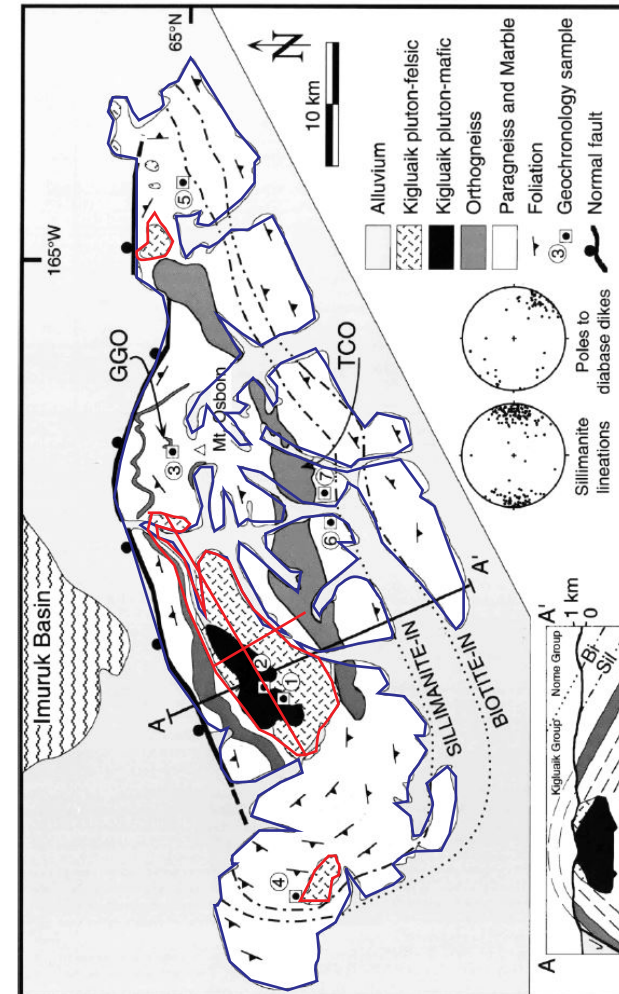 65°N
165°W
N
10 km
Imuruk Basin
GGO
Mt. Osborn
TCO
5
3
7
6
2
1
4
A
A'
SILLIMANITE IN
BIOTITE IN
Alluvium
Kigluaik pluton-felsic
Kigluaik pluton-mafic
Orthogneiss
Paragneiss and Marble
Foliation
3 Geochronology sample
Normal fault
Sillimanite
lineations
Poles to
diabase dikes
A
A'
Kigluaik Group
Nome Group
Bi
Sil
1 km
0